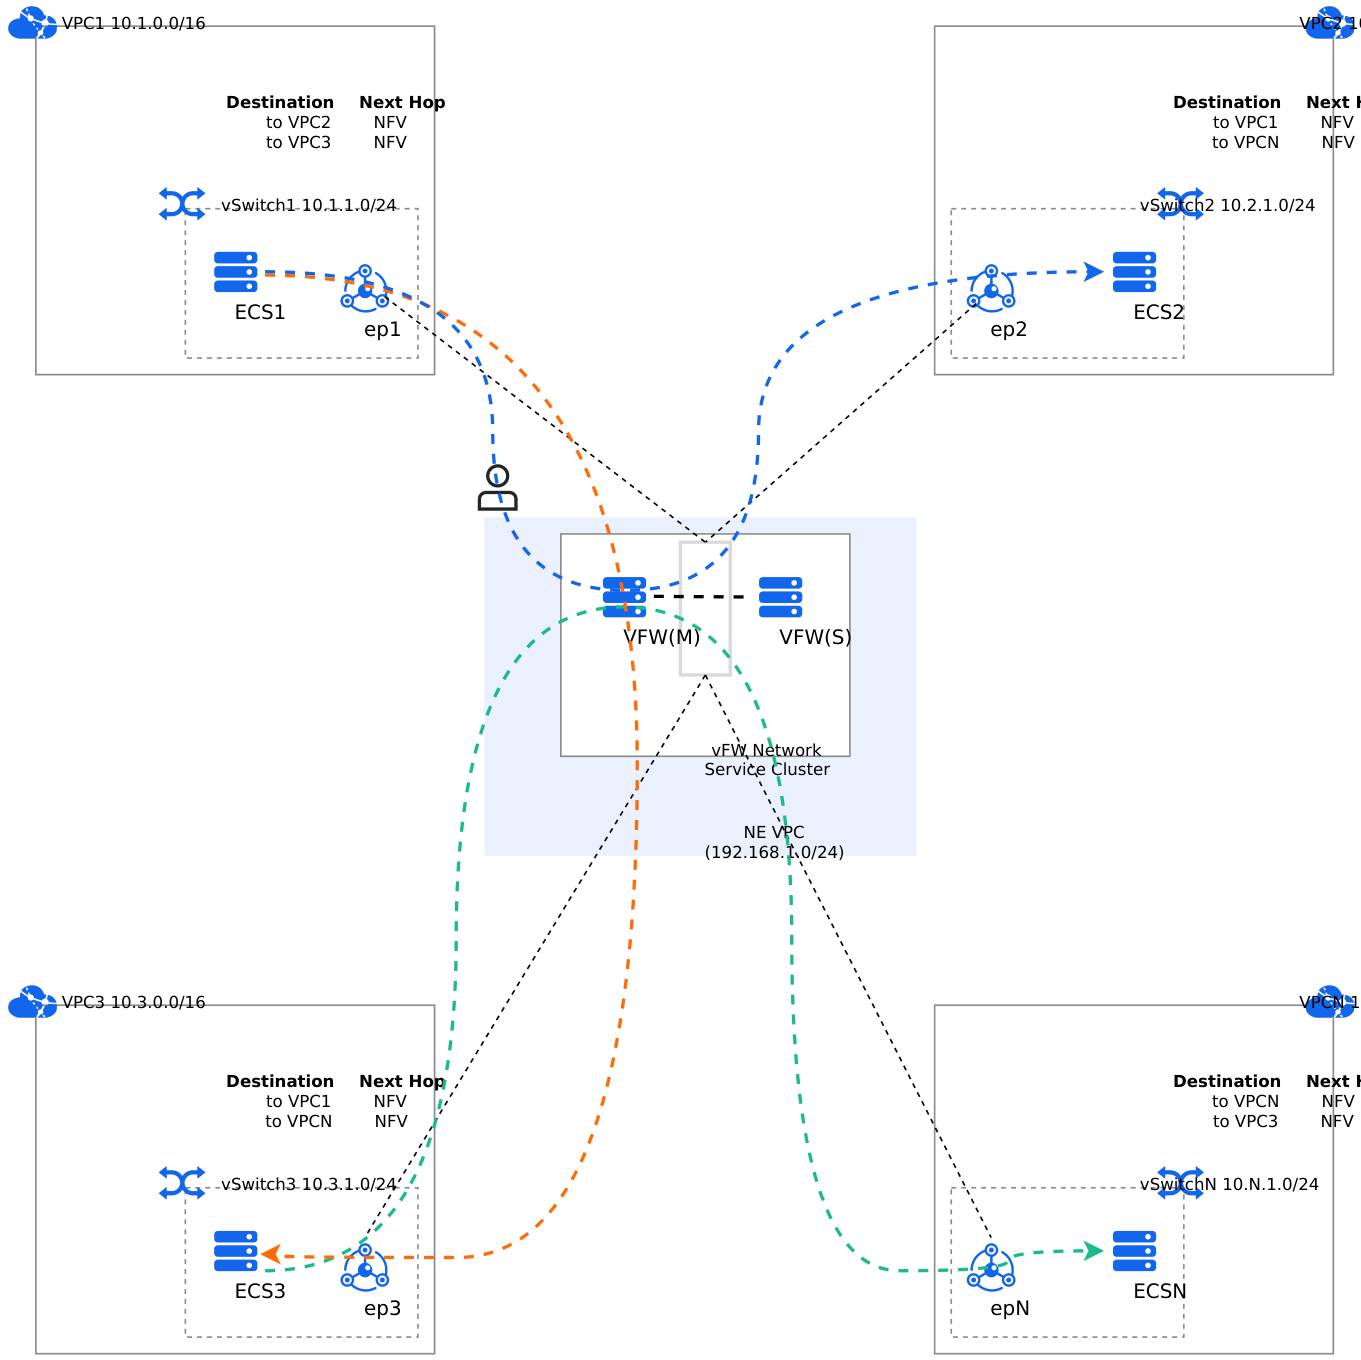 VPC1 10.1.0.0/16
Destination Next Hop
to VPC2 NFV
to VPC3 NFV
vSwitch1 10.1.1.0/24
ECS1
ep1
VPC2
Destination Next
to VPC1 NFV
to VPCN NFV
vSwitch2 10.2.1.0/24
ep2
ECS2
VFW(M)
VFW(S)
vFW Network
Service Cluster
NE VPC
(192.168.1.0/24)
VPC3 10.3.0.0/16
Destination Next Hop
to VPC1 NFV
to VPCN NFV
vSwitch3 10.3.1.0/24
ECS3
ep3
VPCN
Destination Next
to VPCN NFV
to VPC3 NFV
vSwitchN 10.N.1.0/24
epN
ECSN